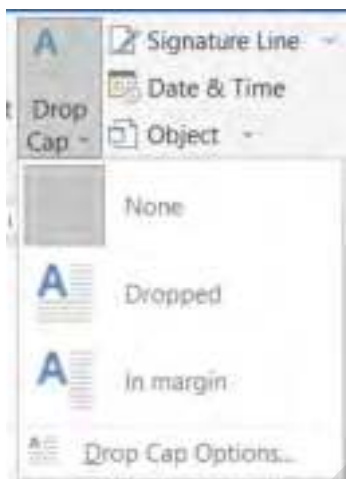 Signature Line
Date & Time
Drop
Cap
Object
None
Dropped
In margin
Drop Cap Options...